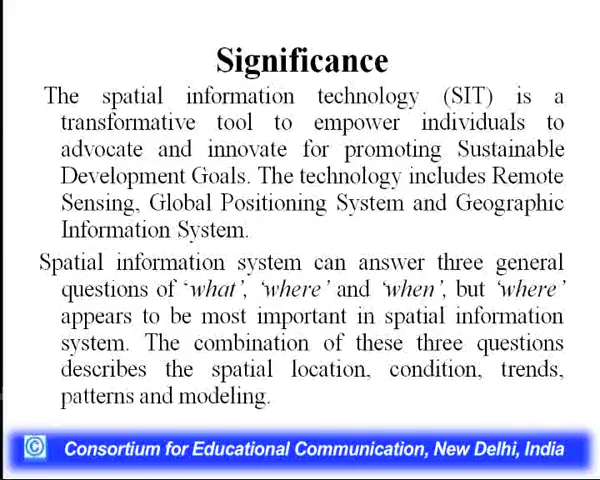 Significance
The spatial information technology (SIT) is a
transformative tool to empower individuals to
advocate and innovate for promoting Sustainable
Development Goals. The technology includes Remote
Sensing, Global Positioning System and Geographic
Information System.
Spatial information system can answer three general
questions of ‘what’, ‘where’ and ‘when’, but ‘where’
appears to be most important in spatial information
system. The combination of these three questions
describes the spatial location, condition, trends,
patterns and modeling.
© Consortium for Educational Communication, New Delhi, India